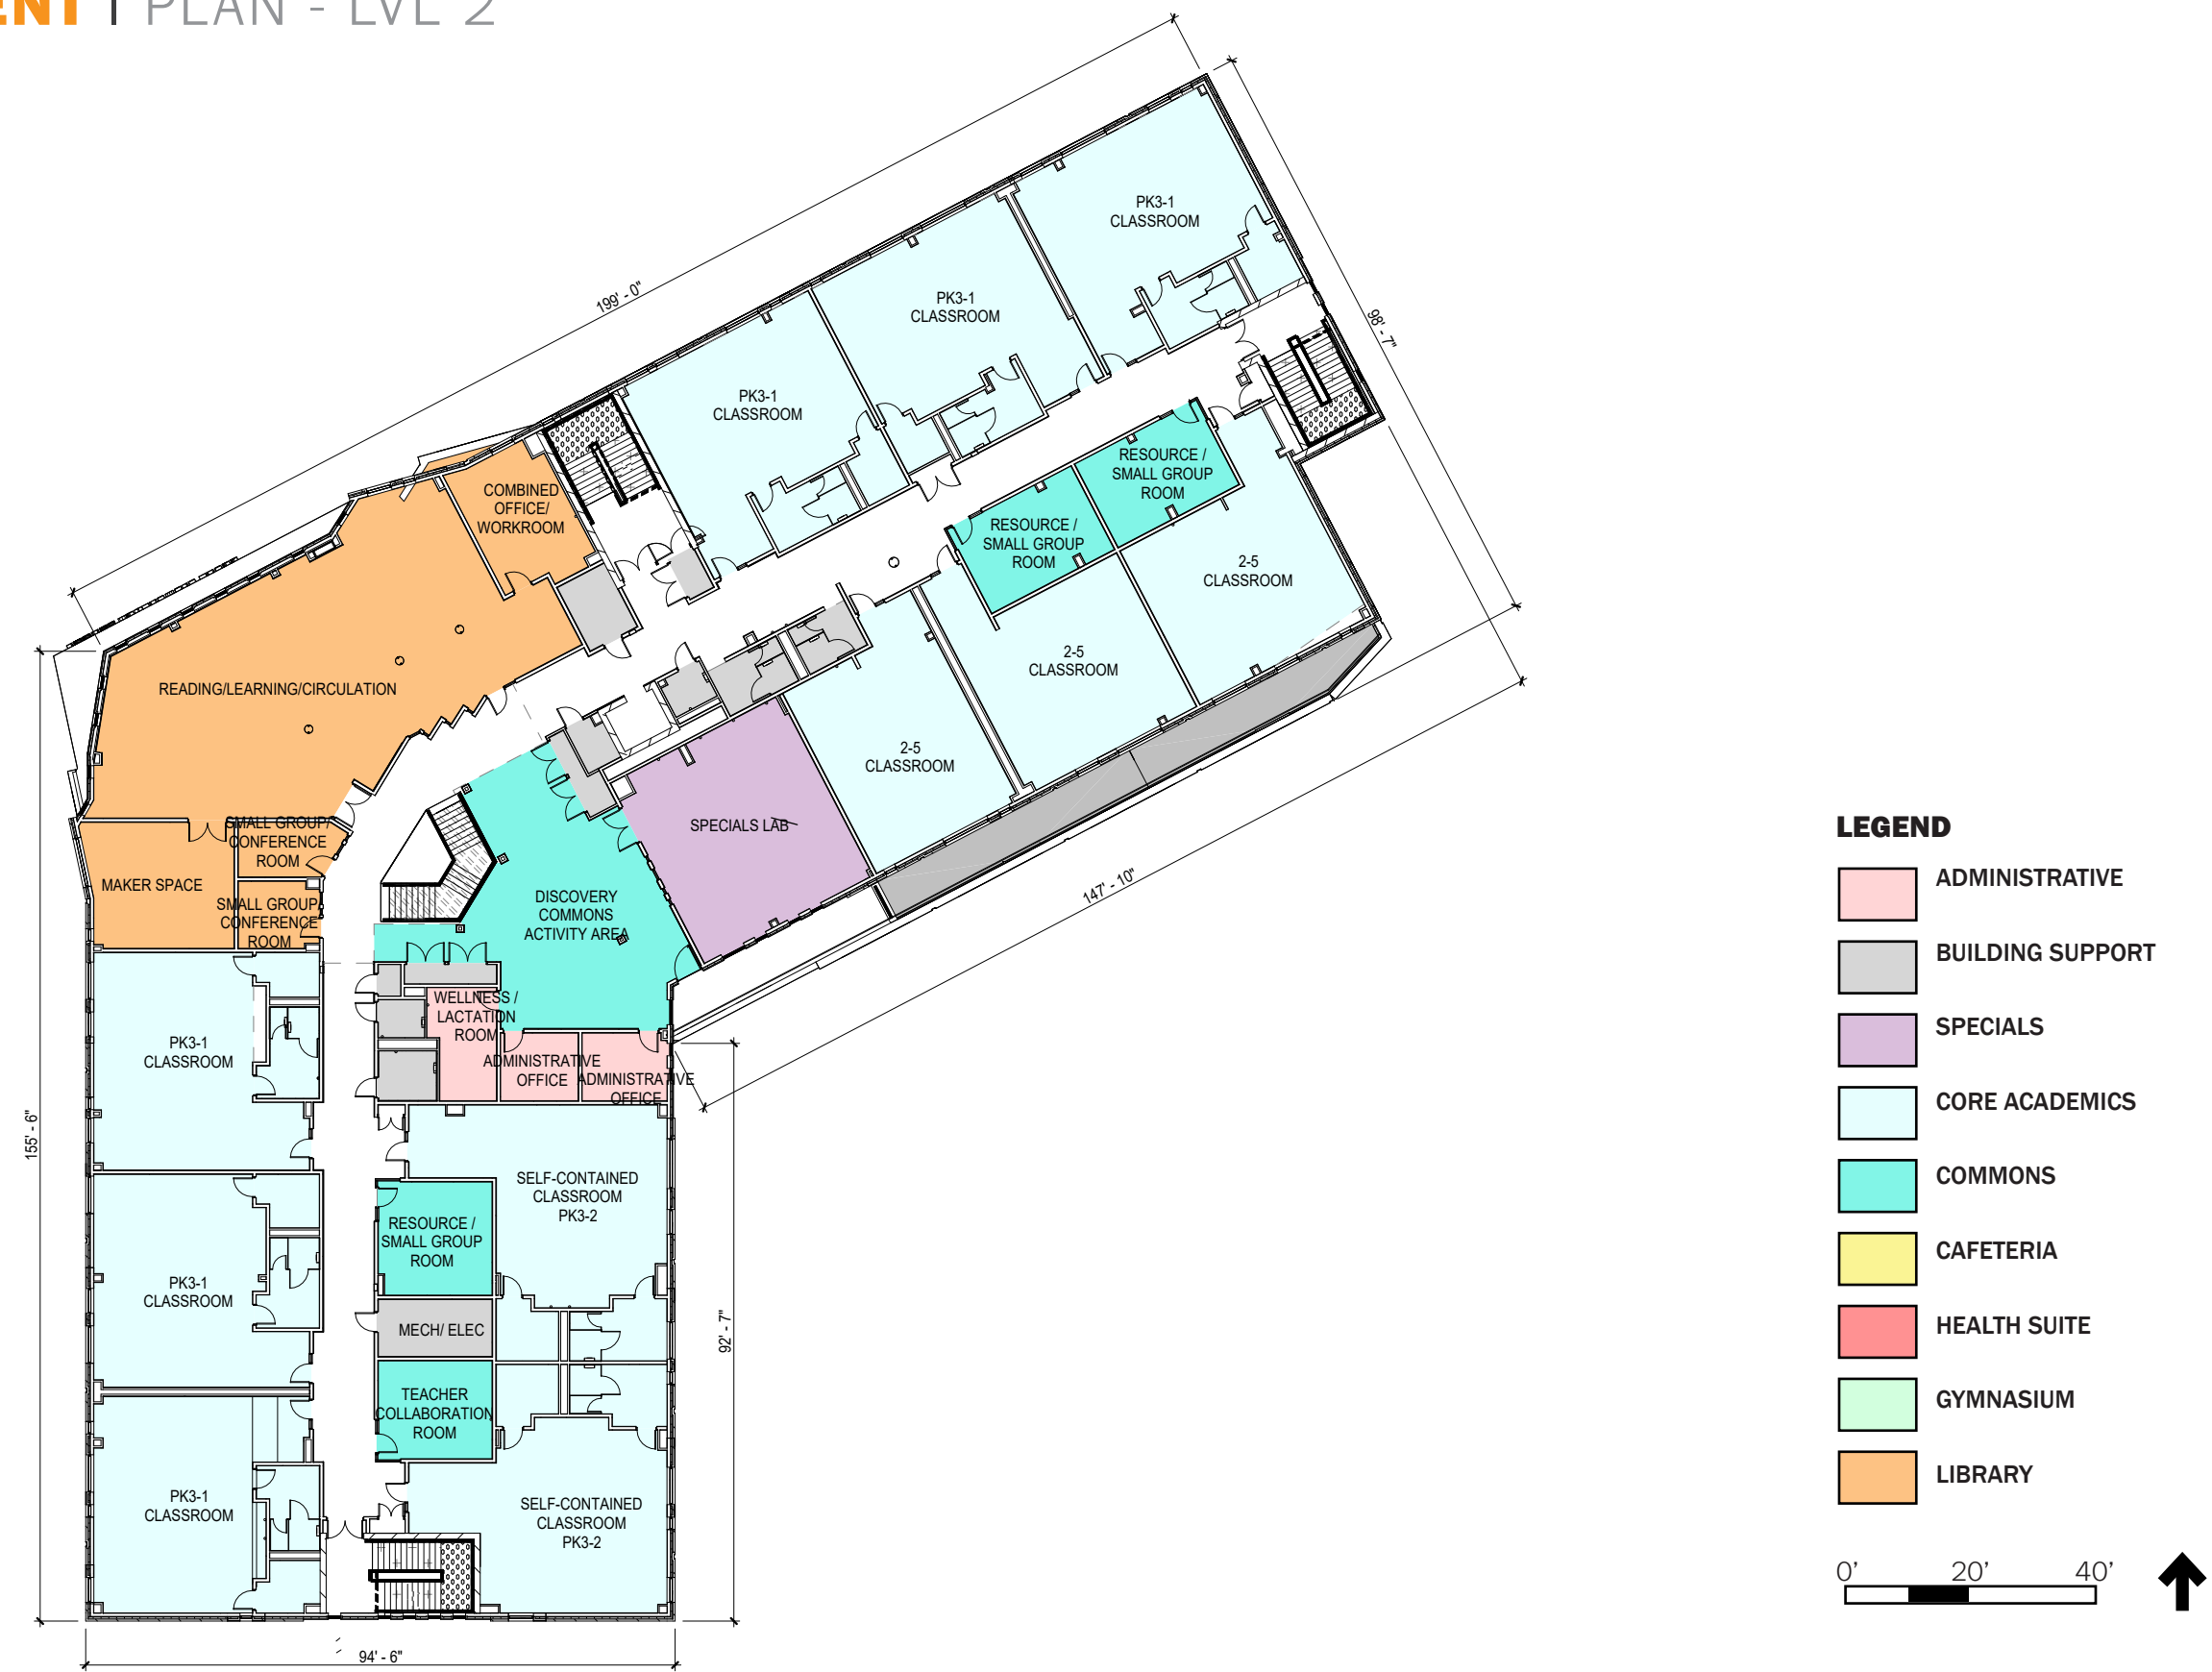 ENT | PLAN - LVL 2
199' - 0"
98' - 7"
PK3-1
CLASSROOM
PK3-1
CLASSROOM
PK3-1
CLASSROOM
COMBINED
OFFICE/
WORKROOM
RESOURCE /
SMALL GROUP
ROOM
RESOURCE /
SMALL GROUP
ROOM
2-5
CLASSROOM
2-5
CLASSROOM
2-5
CLASSROOM
READING/LEARNING/CIRCULATION
SPECIALS LAB
SMALL GROUP/
CONFERENCE
ROOM
MAKER SPACE
SMALL GROUP
CONFERENCE
ROOM
DISCOVERY
COMMONS
ACTIVITY AREA
147' - 10"
WELLNESS /
LACTATION
ROOM
ADMINISTRATIVE
OFFICE
ADMINISTRATIVE
OFFICE
PK3-1
CLASSROOM
155' - 6"
SELF-CONTAINED
CLASSROOM
PK3-2
RESOURCE /
SMALL GROUP
ROOM
PK3-1
CLASSROOM
MECH/ ELEC
92' - 7"
TEACHER
COLLABORATION
ROOM
PK3-1
CLASSROOM
SELF-CONTAINED
CLASSROOM
PK3-2
94' - 6"
LEGEND
ADMINISTRATIVE
BUILDING SUPPORT
SPECIALS
CORE ACADEMICS
COMMONS
CAFETERIA
HEALTH SUITE
GYMNASIUM
LIBRARY
0' 20' 40'